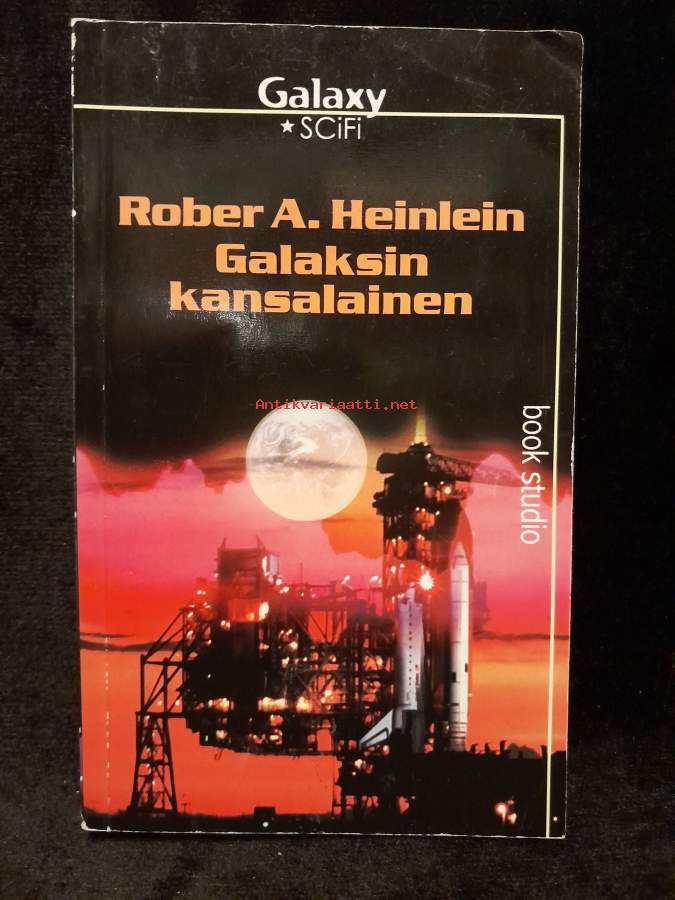 Galaxy
★ SCiFi
Rober A. Heinlein
Galaksin
kansalainen
Antikvariaatti.net
book studio